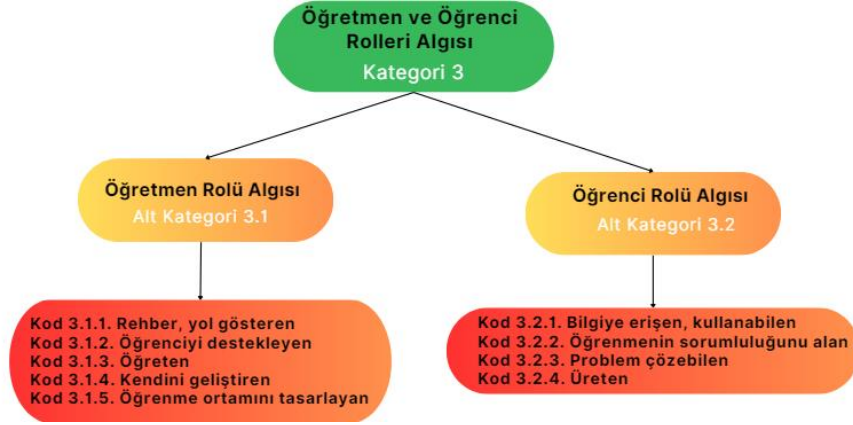 Öğretmen ve Öğrenci
Rolleri Algısı
Kategori 3
Öğretmen Rolü Algısı
Alt Kategori 3.1
Öğrenci Rolü Algısı
Alt Kategori 3.2
Kod 3.1.1. Rehber, yol gösteren
Kod 3.1.2. Öğrenciyi destekleyen
Kod 3.1.3. Öğreten
Kod 3.1.4. Kendini geliştiren
Kod 3.1.5. Öğrenme ortamını tasarlayan
Kod 3.2.1. Bilgiye erişen, kullanabilen
Kod 3.2.2. Öğrenmenin sorumluluğunu alan
Kod 3.2.3. Problem çözebilen
Kod 3.2.4. Üreten